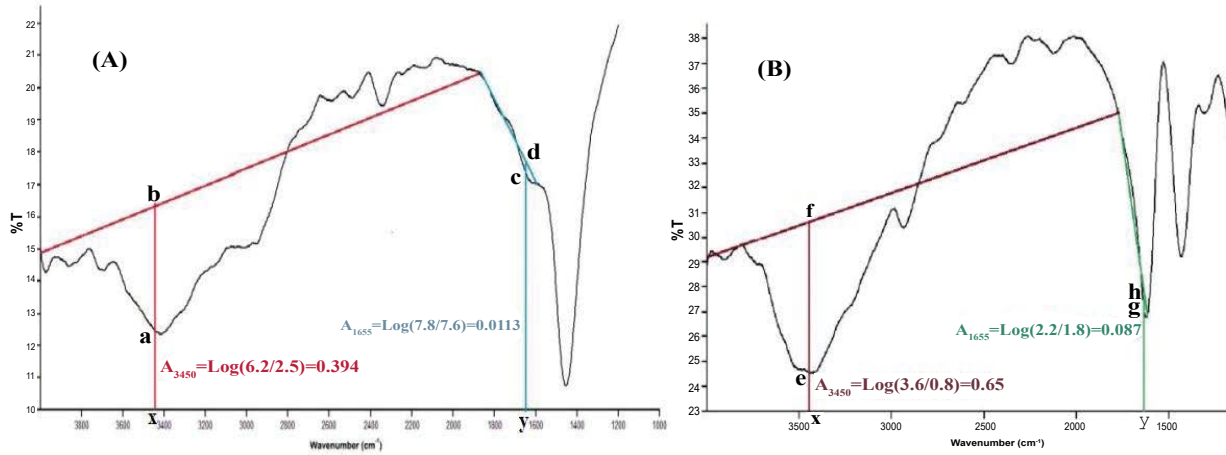 (A)
%T
22
21
20
19
18
17
16
15
14
13
12
11
10
b
a
d
c
A1655=Log(7.8/7.6)=0.0113
A3450=Log(6.2/2.5)=0.394
x
y
3800 3400 3000 2600 2200 2000 1800 1600 1400 1200 1000
Wavenumber (cm-1)
(B)
%T
38
37
36
35
34
33
32
31
30
29
28
27
26
25
24
23
f
e
h
g
A1655=Log(2.2/1.8)=0.087
A3450=Log(3.6/0.8)=0.65
x
y
3500 3000 2500 2000 1500
Wavenumber (cm-1)